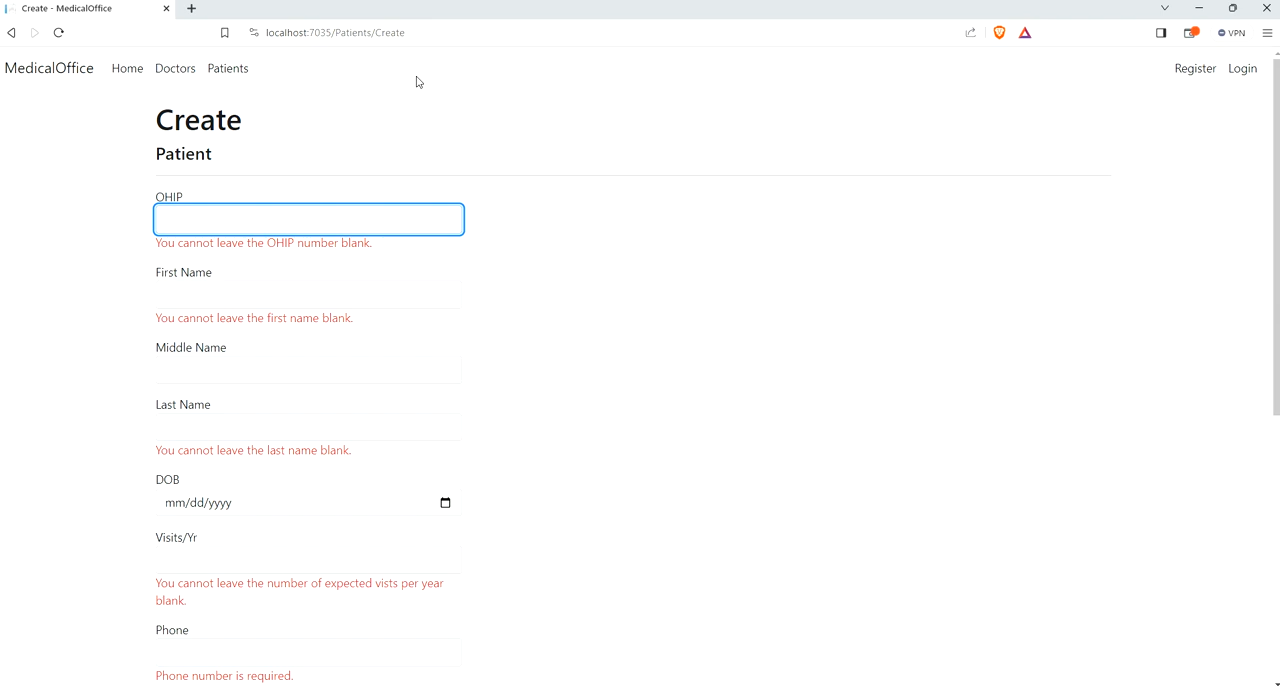 Create - MedicalOffice
localhost:7035/Patients/Create
VPN
MedicalOffice Home Doctors Patients Register Login
Create
Patient
OHIP
You cannot leave the OHIP number blank.
First Name
You cannot leave the first name blank.
Middle Name
Last Name
You cannot leave the last name blank.
DOB
mm/dd/yyyy
Visits/Yr
You cannot leave the number of expected vists per year
blank.
Phone
Phone number is required.